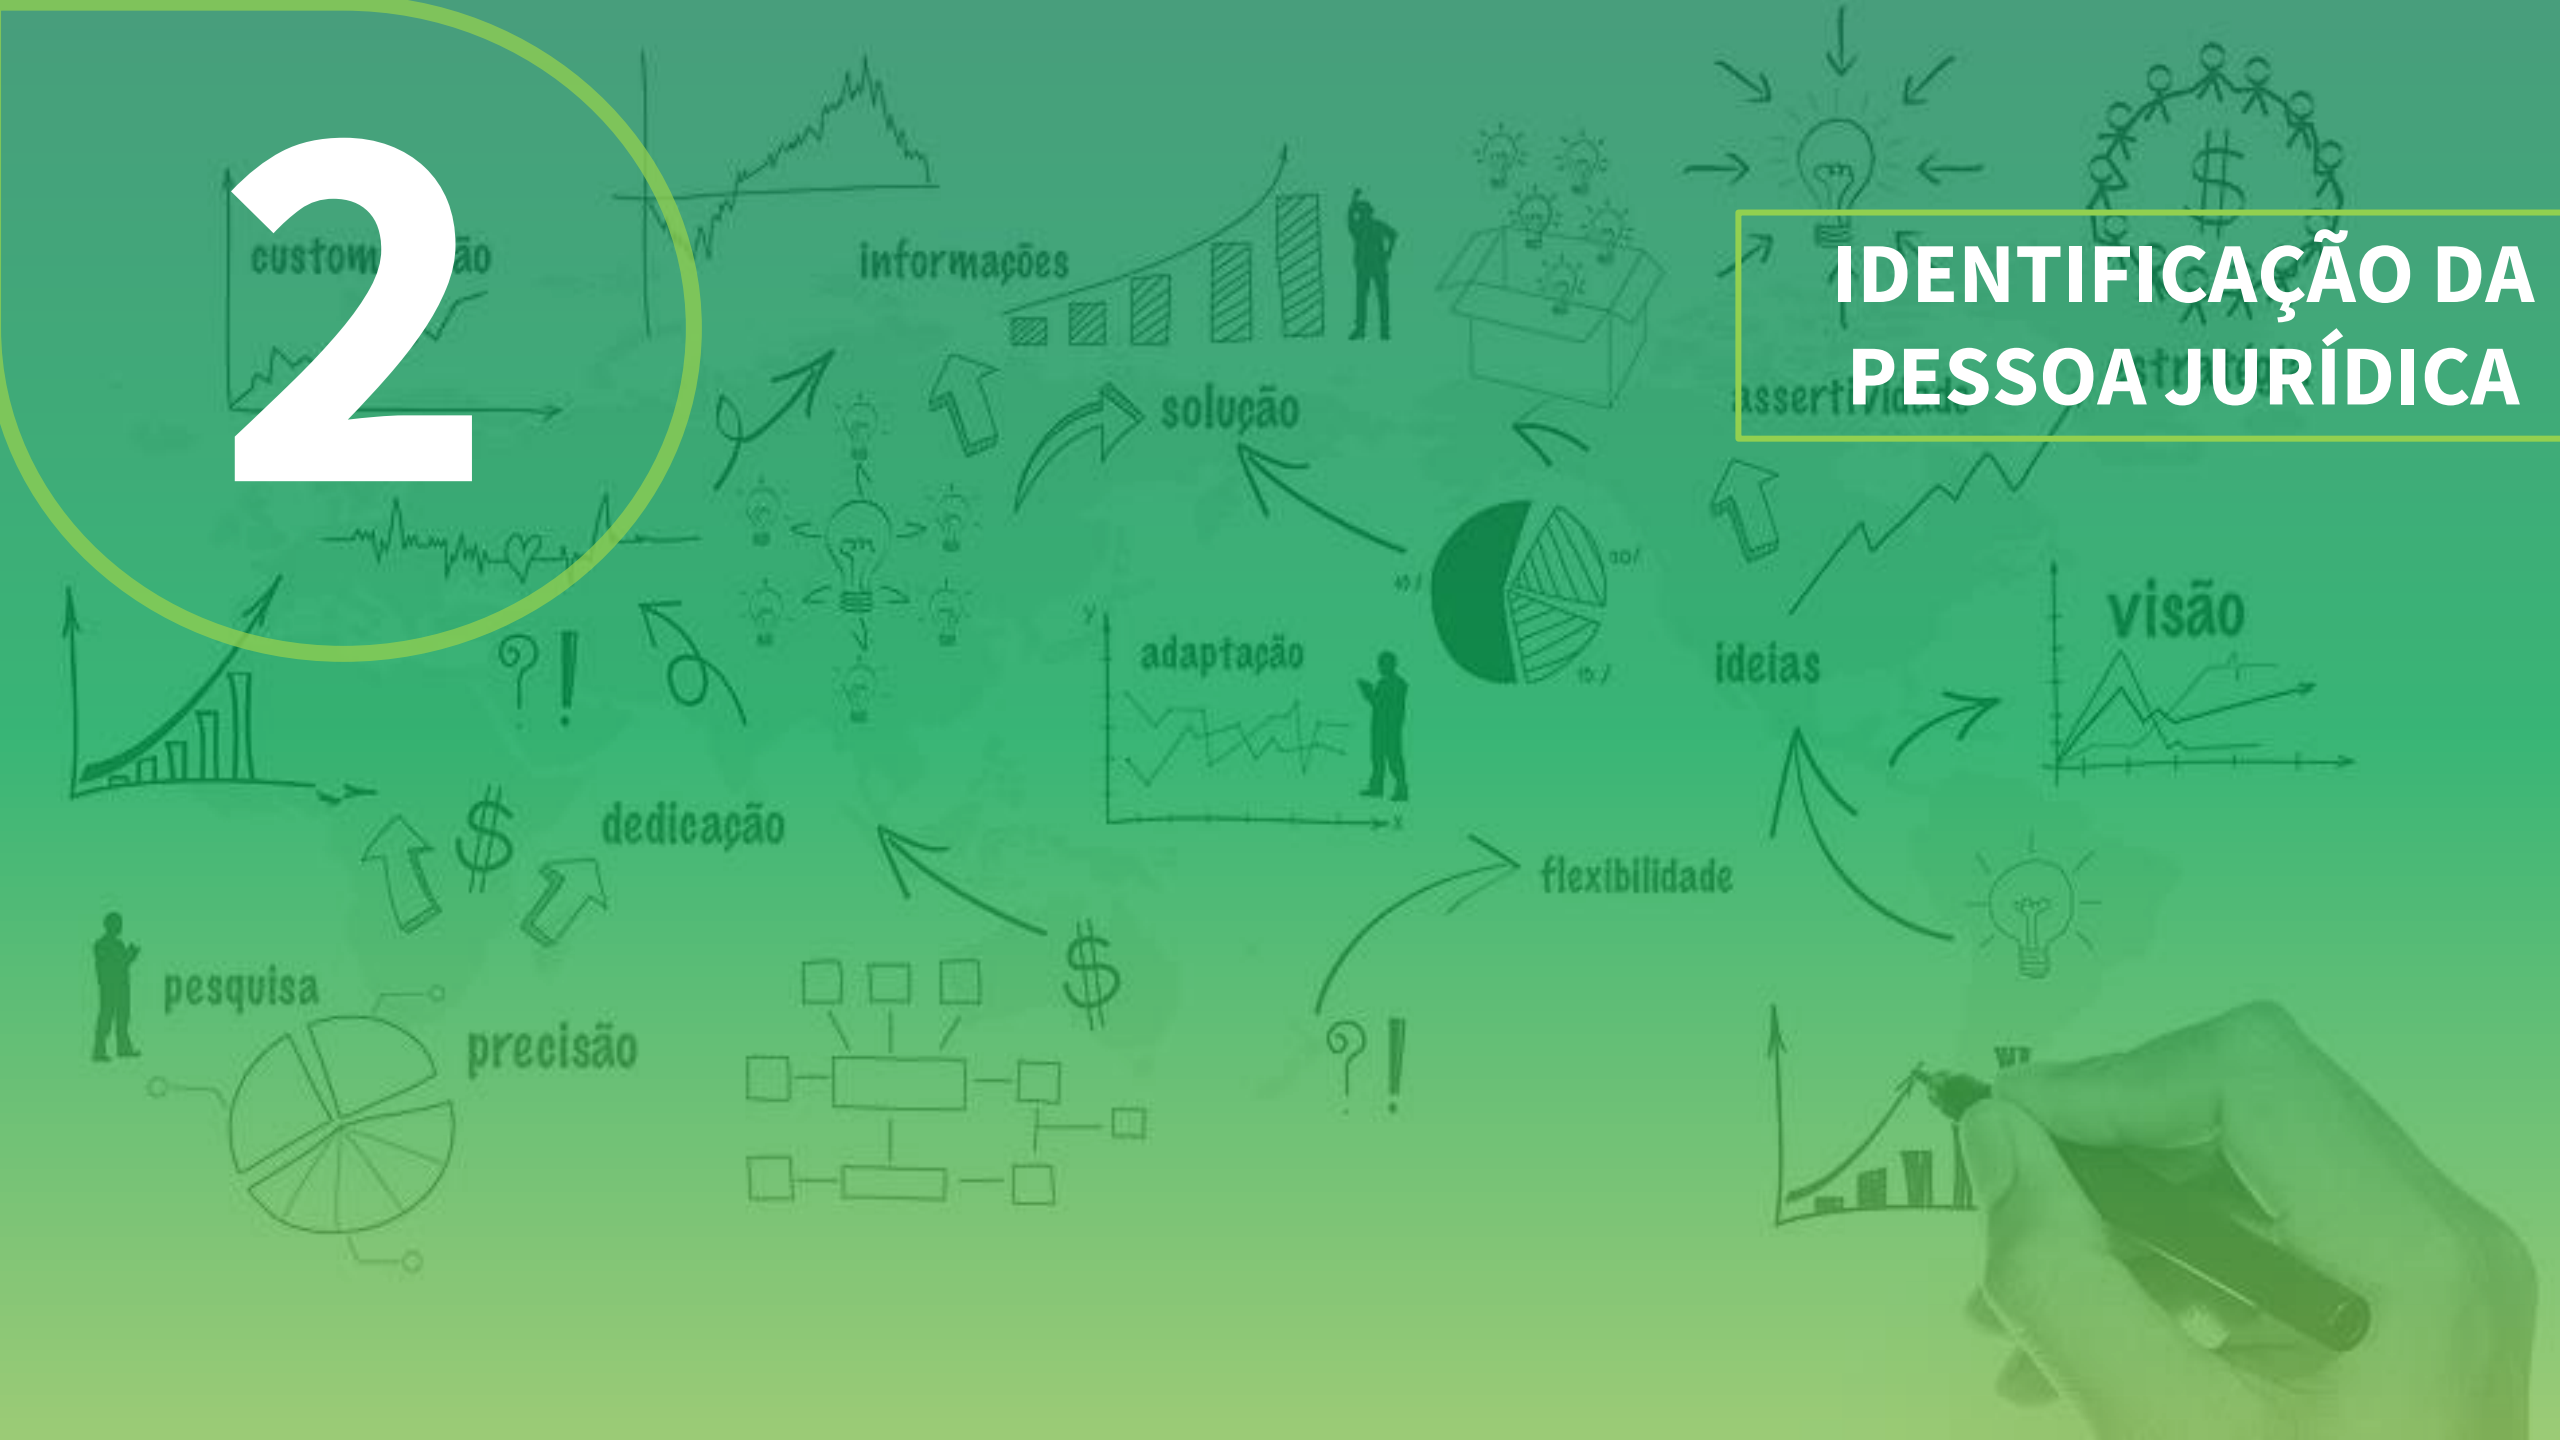 2
IDENTIFICAÇÃO DA
PESSOA JURÍDICA
informações
solução
adaptação
ideias
visão
dedicação
flexibilidade
pesquisa
precisão
$
$
$
? !
? !
y
x